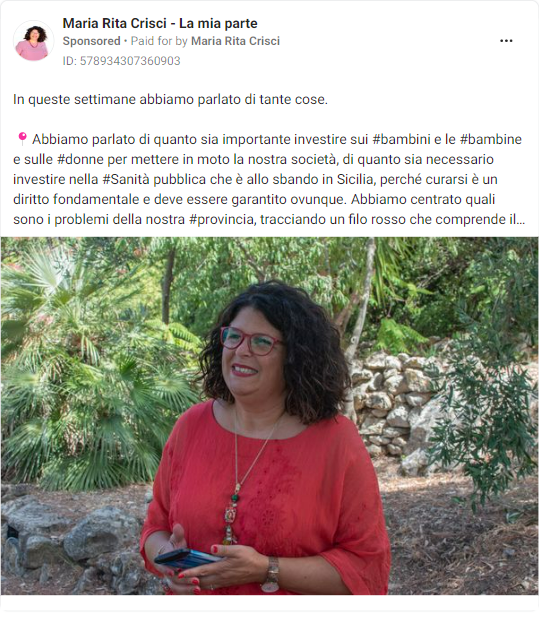 Maria Rita Crisci - La mia parte
Sponsored • Paid for by Maria Rita Crisci
ID: 578934307360903
In queste settimane abbiamo parlato di tante cose.
📍 Abbiamo parlato di quanto sia importante investire sui #bambini e le #bambine
e sulle #donne per mettere in moto la nostra società, di quanto sia necessario
investire nella #Sanità pubblica che è allo sbando in Sicilia, perché curarsi è un
diritto fondamentale e deve essere garantito ovunque. Abbiamo centrato quali
sono i problemi della nostra #provincia, tracciando un filo rosso che comprende il...